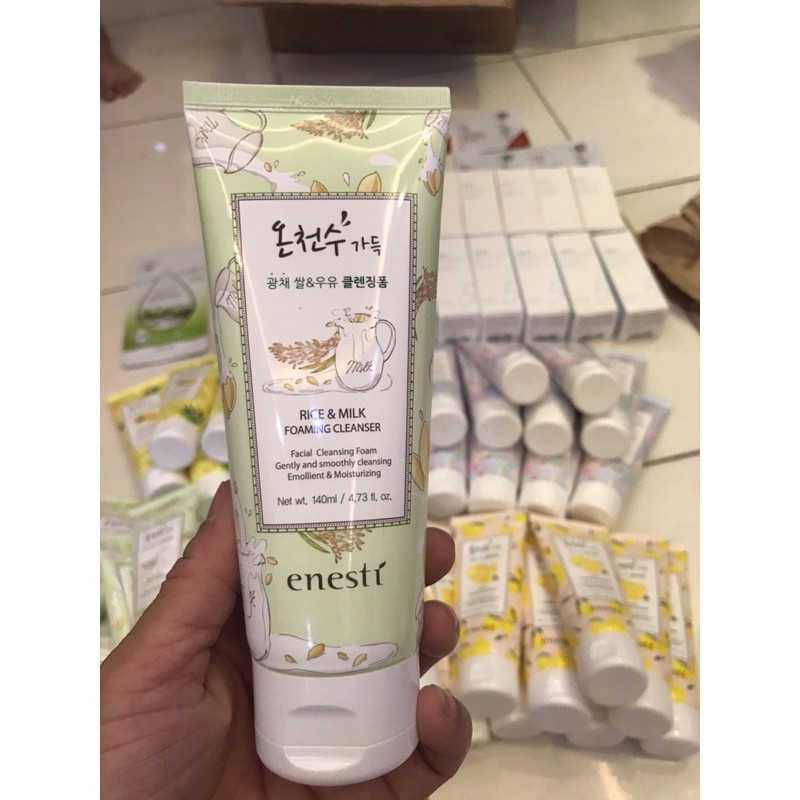 온천수 가득
광채 쌀&우유 클렌징폼
Milk
RICE & MILK
FOAMING CLEANSER
Facial Cleansing Foam
Gently and smoothly cleansing
Emollient & Moisturizing
Net wt. 140ml / 4.73 fl. oz.
enesti